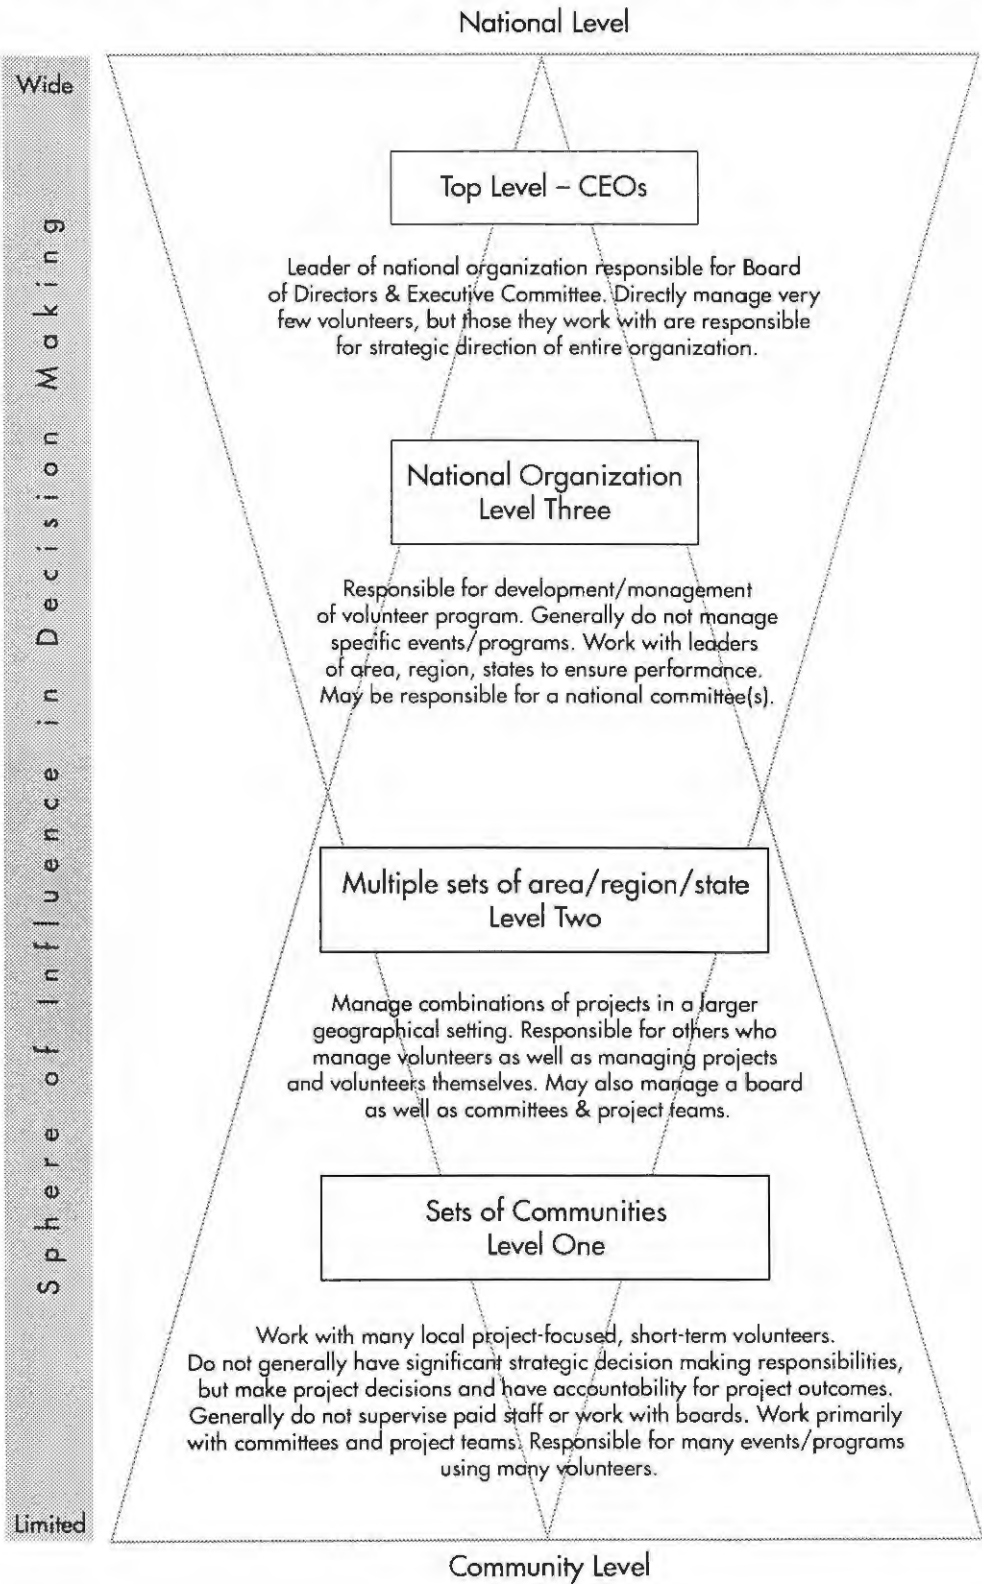 National Level
Wide
Sphere of Influence in Decision Making
Top Level – CEOs
Leader of national organization responsible for Board
of Directors & Executive Committee. Directly manage very
few volunteers, but those they work with are responsible
for strategic direction of entire organization.
National Organization
Level Three
Responsible for development/management
of volunteer program. Generally do not manage
specific events/programs. Work with leaders
of area, region, states to ensure performance.
May be responsible for a national committee(s).
Multiple sets of area/region/state
Level Two
Manage combinations of projects in a larger
geographical setting. Responsible for others who
manage volunteers as well as managing projects
and volunteers themselves. May also manage a board
as well as committees & project teams.
Sets of Communities
Level One
Work with many local project-focused, short-term volunteers.
Do not generally have significant strategic decision making responsibilities,
but make project decisions and have accountability for project outcomes.
Generally do not supervise paid staff or work with boards. Work primarily
with committees and project teams. Responsible for many events/programs
using many volunteers.
Limited
Community Level